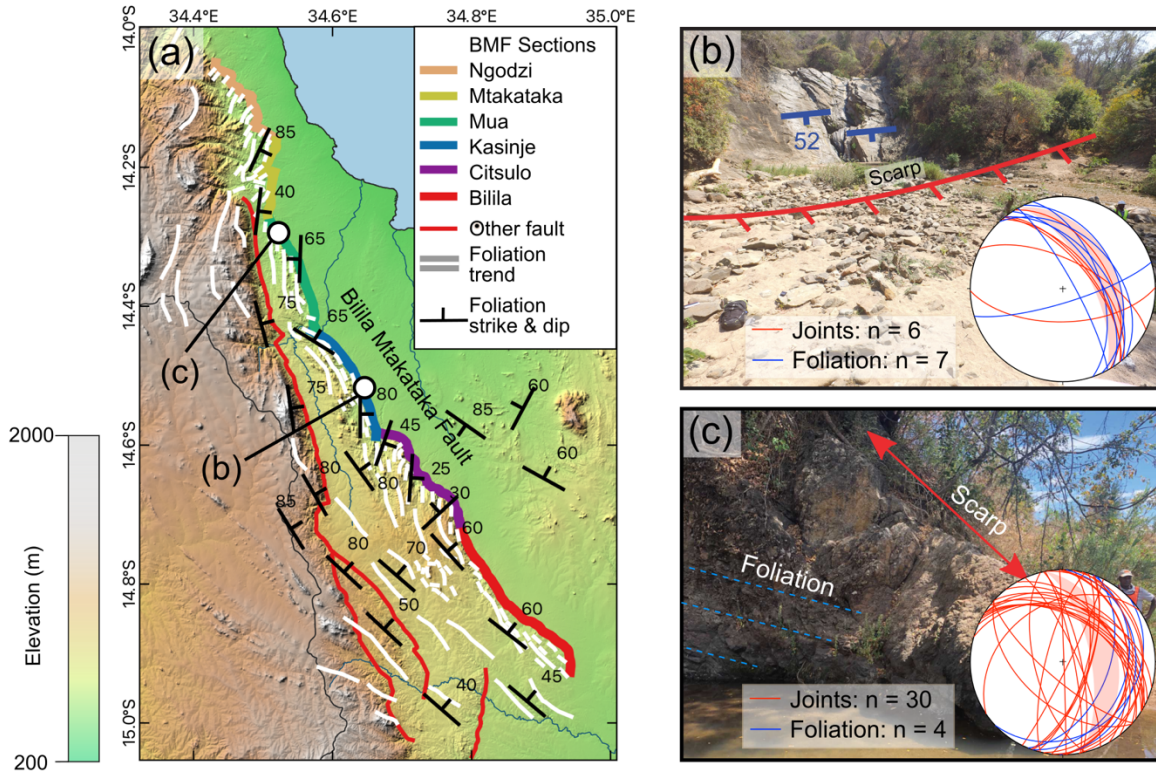 34.4°E 34.6°E 34.8°E 35.0°E
14.0°S
14.2°S
14.4°S
14.6°S
14.8°S
15.0°S
(a)
BMF Sections
Ngodzi
Mtakataka
Mua
Kasinje
Citsulo
Bilila
Other fault
Foliation
trend
Foliation
strike & dip
85
40
65
75
65
Bilila Mtakataka Fault
(c)
75
80
60
85
45
60
(b)
80
80
25
85
30
60
70
80
50
60
45
40
2000
Elevation (m)
200
(b)
52
Scarp
Joints: n = 6
Foliation: n = 7
(c)
Scarp
Foliation
Joints: n = 30
Foliation: n = 4